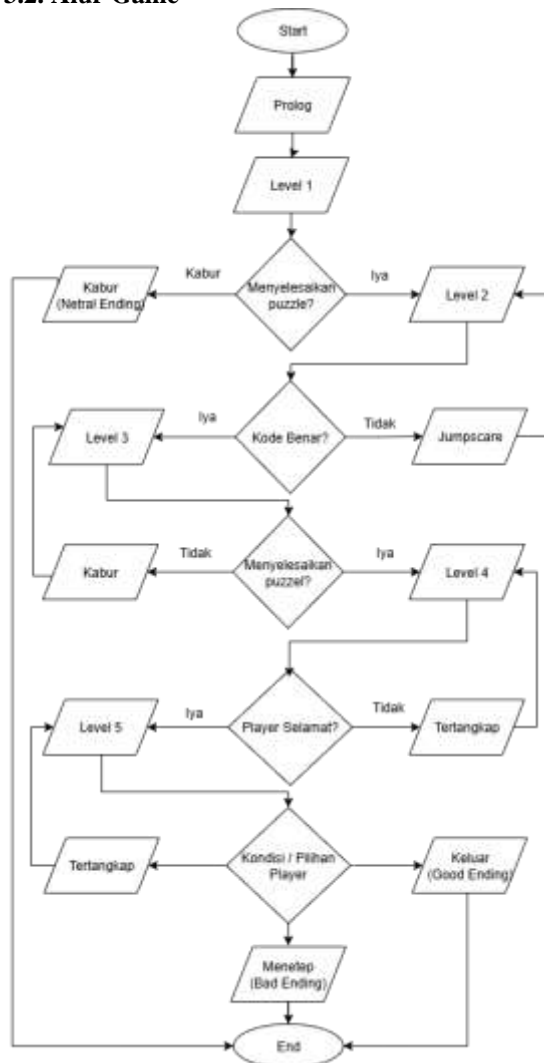 3.2. Alur Game
Start
Prolog
Level 1
Kabur
Menyelesaikan
puzzle?
Iya
Kabur
(Netral Ending)
Level 2
Iya
Kode Benar?
Tidak
Level 3
Jumpscare
Tidak
Menyelesaikan
puzzel?
Iya
Kabur
Level 4
Iya
Player Selamat?
Tidak
Level 5
Tertangkap
Tertangkap
Kondisi / Pilihan
Player
Keluar
(Good Ending)
Menetep
(Bad Ending)
End